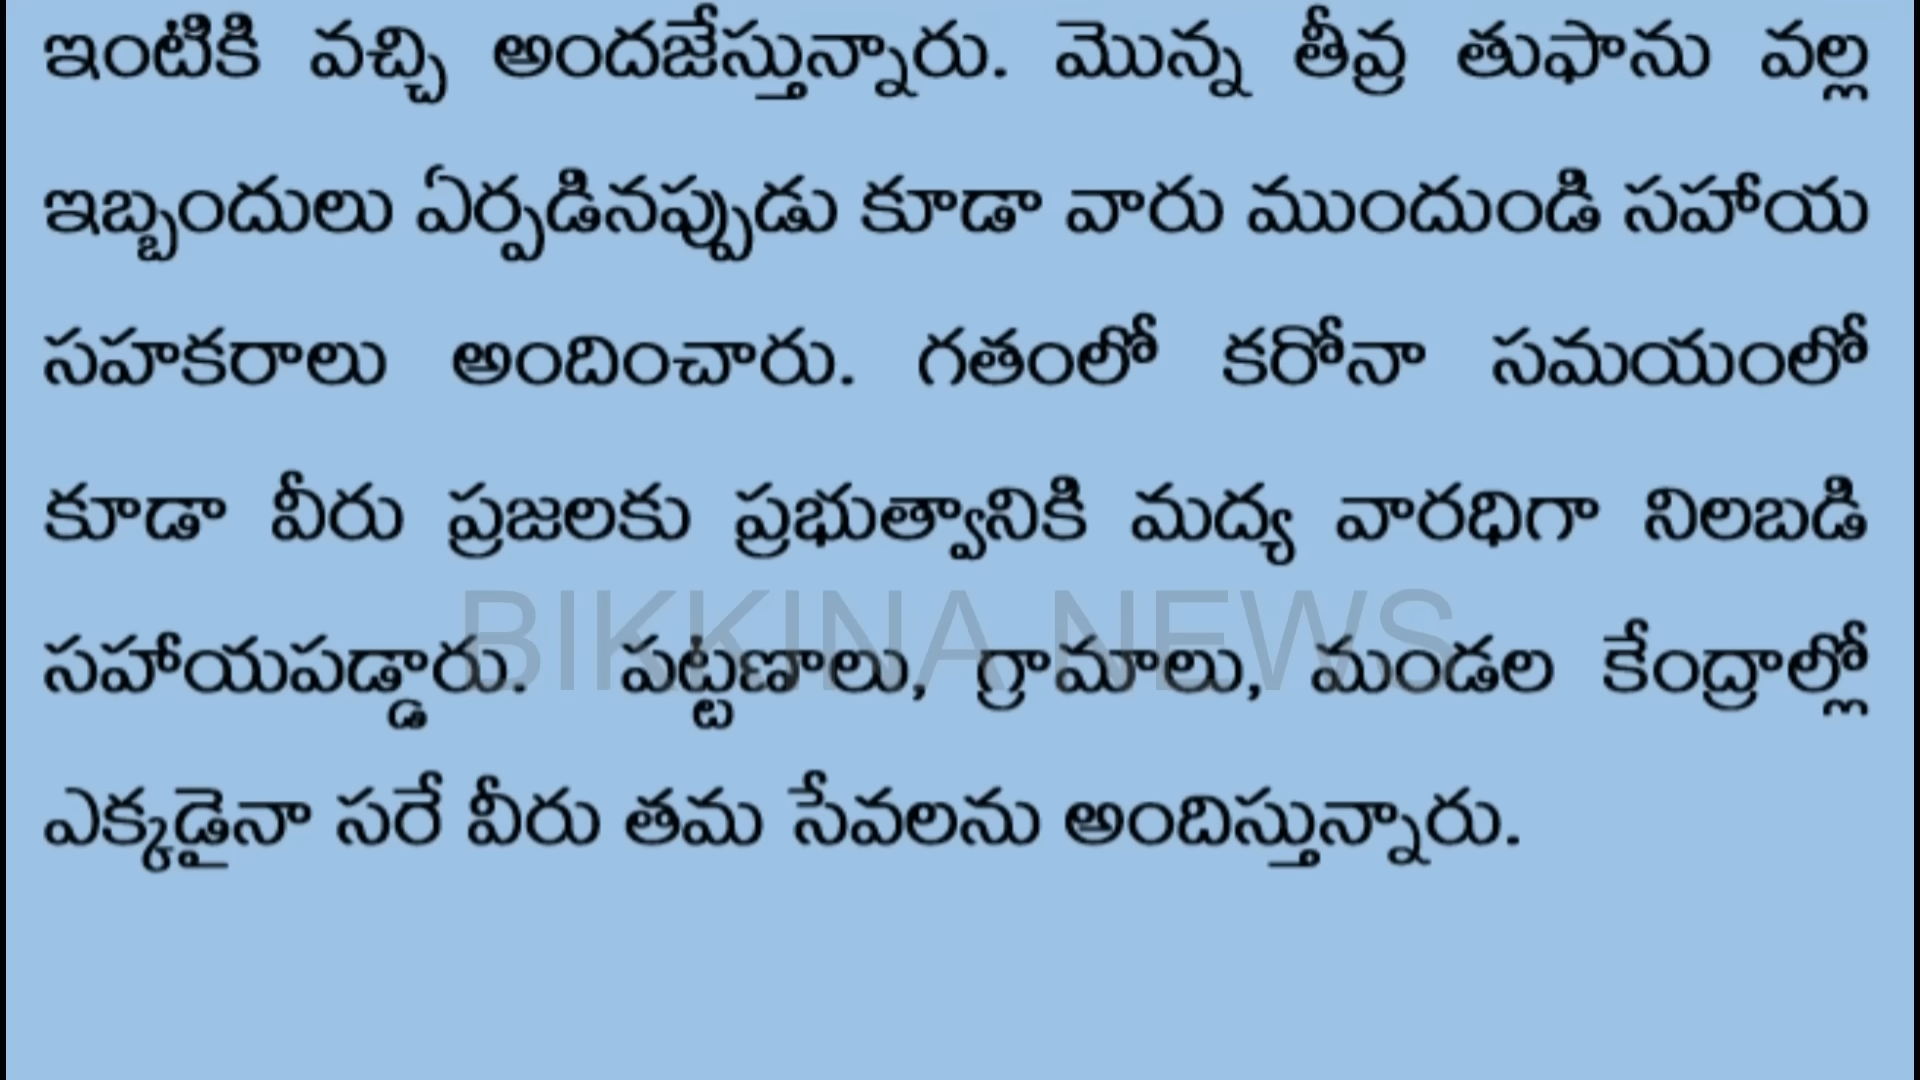 ఇంటికి వచ్చి అందజేస్తున్నారు. మొన్న తీవ్ర తుఫాను వల్ల
ఇబ్బందులు ఏర్పడినప్పుడు కూడా వారు ముందుండి సహాయ
సహకరాలు అందించారు. గతంలో కరోనా సమయంలో
కూడా వీరు ప్రజలకు ప్రభుత్వానికి మద్య వారధిగా నిలబడి
సహాయపడ్డారు. పట్టణాలు, గ్రామాలు, మండల కేంద్రాల్లో
BIKKINA NEWS
ఎక్కడైనా సరే వీరు తమ సేవలను అందిస్తున్నారు.